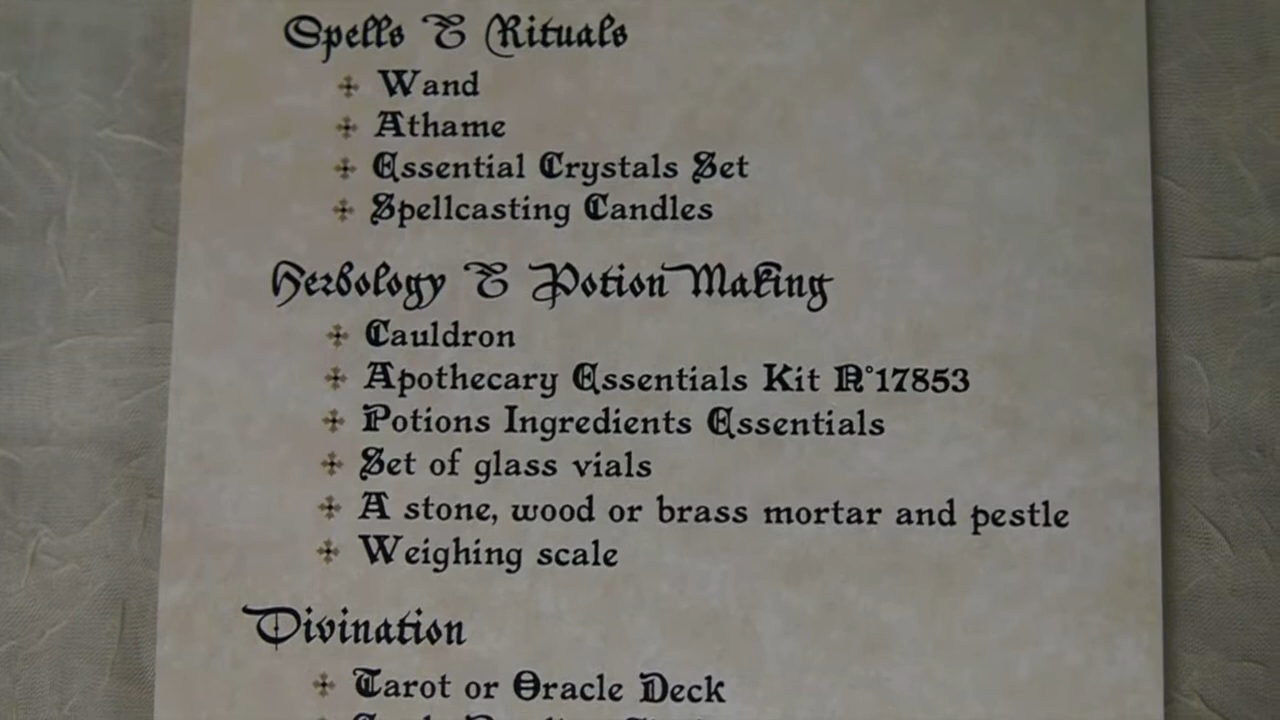 Spells & Rituals
Wand
Athame
Essential Crystals Set
Spellcasting Candles
Herbology & Potion Making
Cauldron
Apothecary Essentials Kit N°17853
Potions Ingredients Essentials
Set of glass vials
A stone, wood or brass mortar and pestle
Weighing scale
Divination
Tarot or Oracle Deck